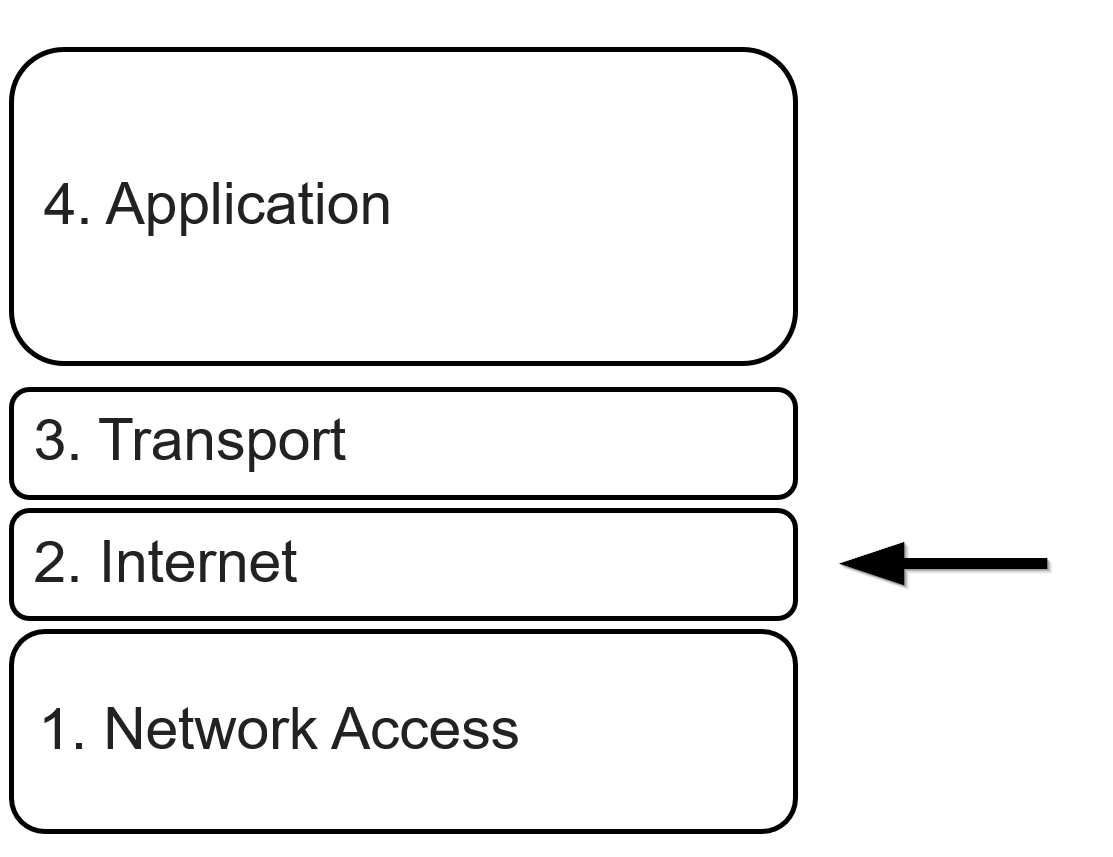 4. Application
3. Transport
2. Internet
1. Network Access